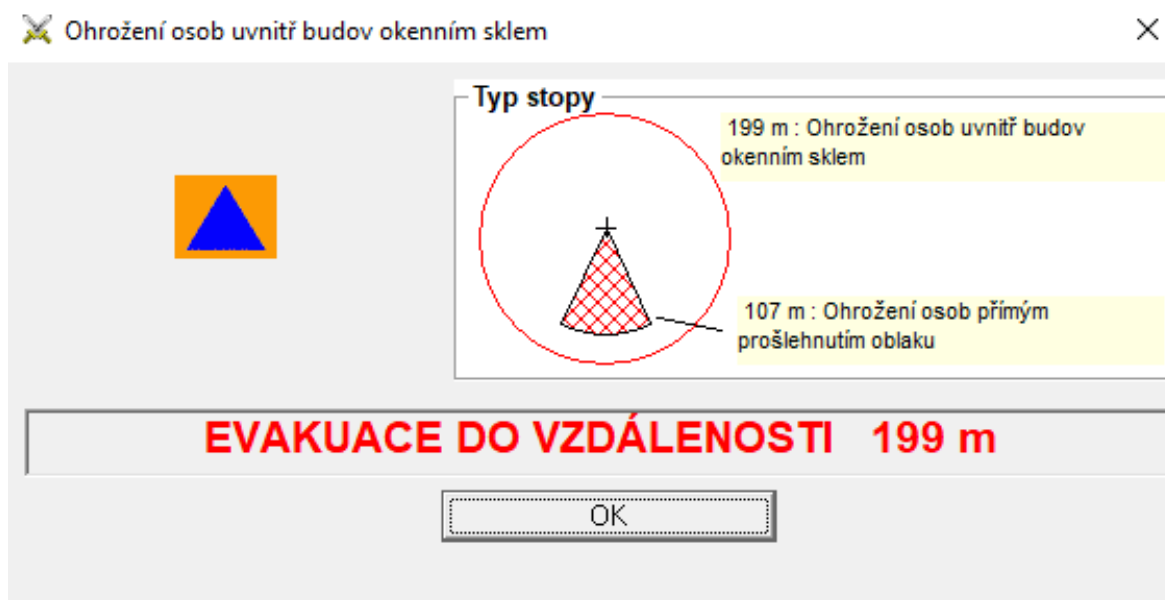 Ohrožení osob uvnitř budov okenním sklem
Typ stopy
199 m : Ohrožení osob uvnitř budov
okenním sklem
107 m : Ohrožení osob přímým
prošlehnutím oblaku
EVAKUACE DO VZDÁLENOSTI 199 m
OK